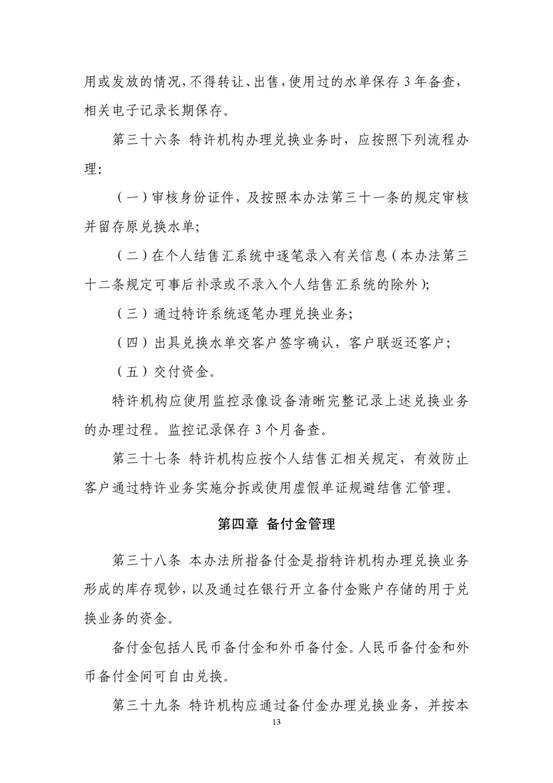 用或发放的情况，不得转让、出售，使用过的水单保存 3 年备查，
相关电子记录长期保存。
第三十六条 特许机构办理兑换业务时，应按照下列流程办
理：
（一）审核身份证件，及按照本办法第三十一条的规定审核
并留存原兑换水单；
（二）在个人结售汇系统中逐笔录入有关信息（本办法第三
十二条规定可事后补录或不录入个人结售汇系统的除外）；
（三）通过特许系统逐笔办理兑换业务；
（四）出具兑换水单交客户签字确认，客户联返还客户；
（五）交付资金。
特许机构应使用监控录像设备清晰完整记录上述兑换业务
的办理过程。监控记录保存 3 个月备查。
第三十七条 特许机构应按个人结售汇相关规定，有效防止
客户通过特许业务实施分拆或使用虚假单证规避结售汇管理。
第四章 备付金管理
第三十八条 本办法所指备付金是指特许机构办理兑换业务
形成的库存现钞，以及通过在银行开立备付金账户存储的用于兑
换业务的资金。
备付金包括人民币备付金和外币备付金。人民币备付金和外
币备付金间可自由兑换。
第三十九条 特许机构应通过备付金办理兑换业务，并按本
13